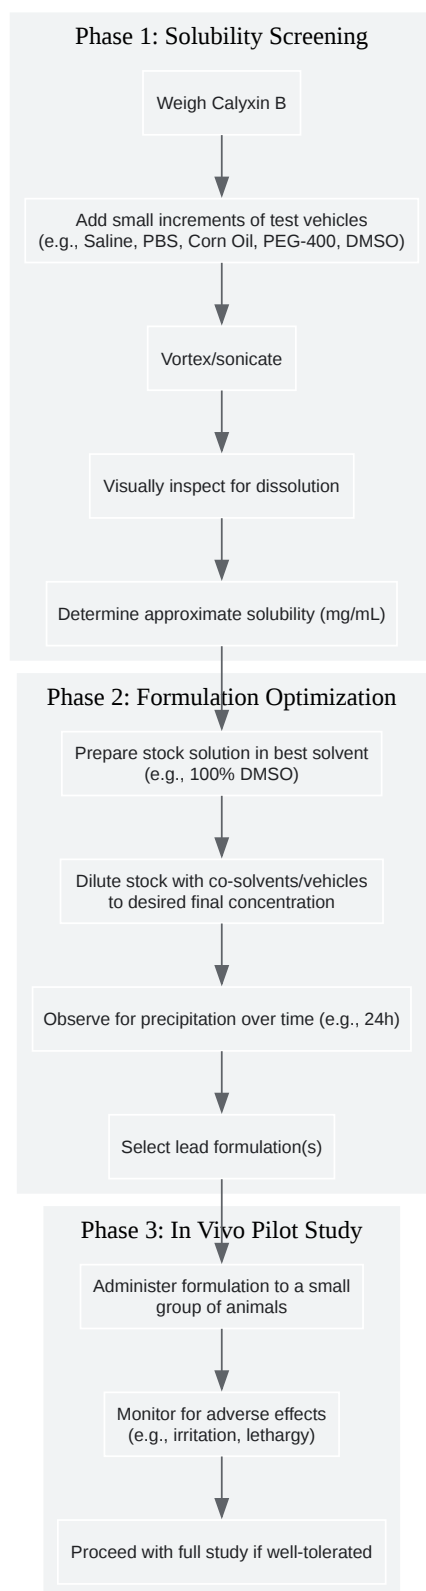 Phase 1: Solubility Screening
Weigh Calyxin B
Add small increments of test vehicles
(e.g., Saline, PBS, Corn Oil, PEG-400, DMSO)
Vortex/sonicate
Visually inspect for dissolution
Determine approximate solubility (mg/mL)
Phase 2: Formulation Optimization
Prepare stock solution in best solvent
(e.g., 100% DMSO)
Dilute stock with co-solvents/vehicles
to desired final concentration
Observe for precipitation over time (e.g., 24h)
Select lead formulation(s)
Phase 3: In Vivo Pilot Study
Administer formulation to a small
group of animals
Monitor for adverse effects
(e.g., irritation, lethargy)
Proceed with full study if well-tolerated